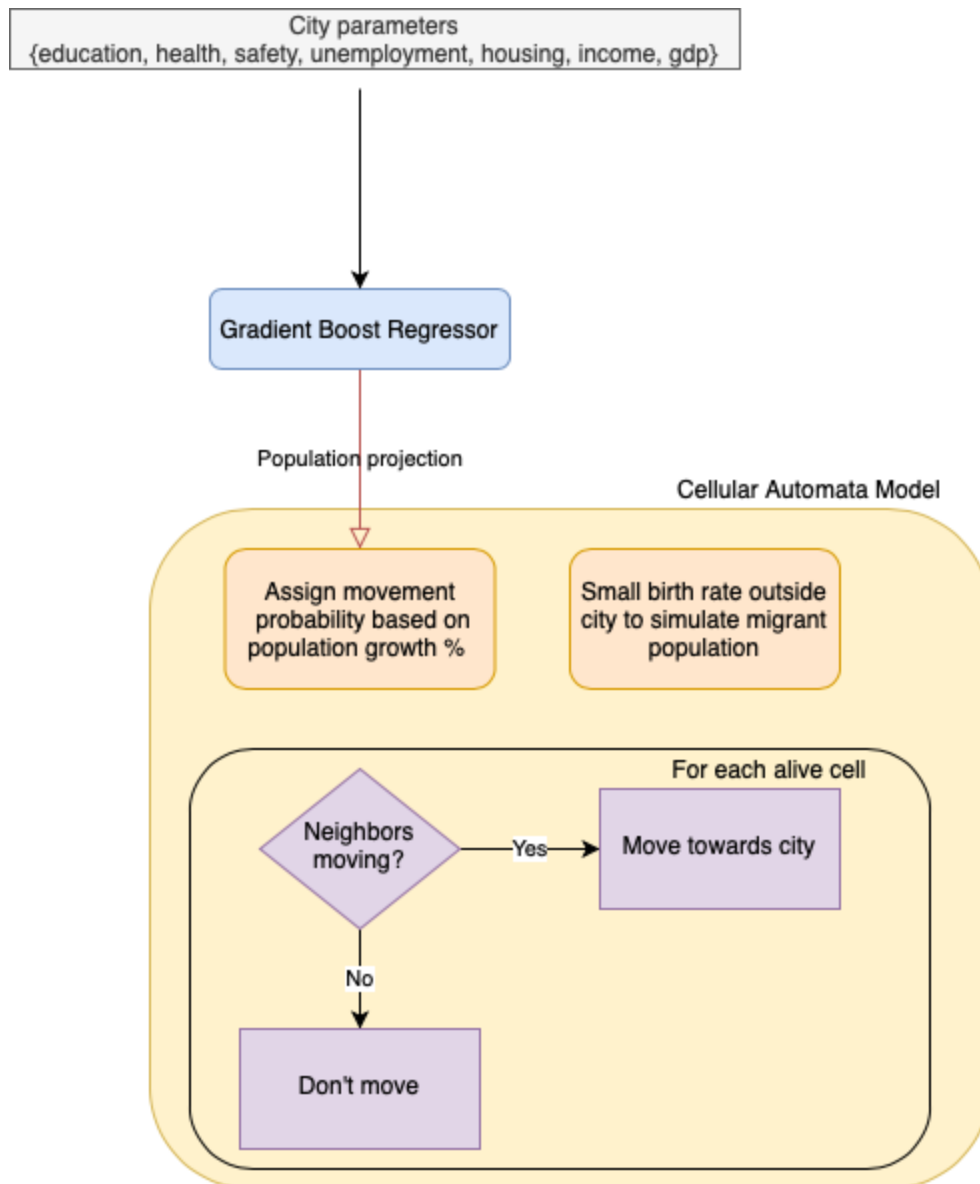 City parameters
{education, health, safety, unemployment, housing, income, gdp}
Gradient Boost Regressor
Population projection
Cellular Automata Model
Assign movement
probability based on
population growth %
Small birth rate outside
city to simulate migrant
population
For each alive cell
Neighbors
moving?
Yes
Move towards city
No
Don't move